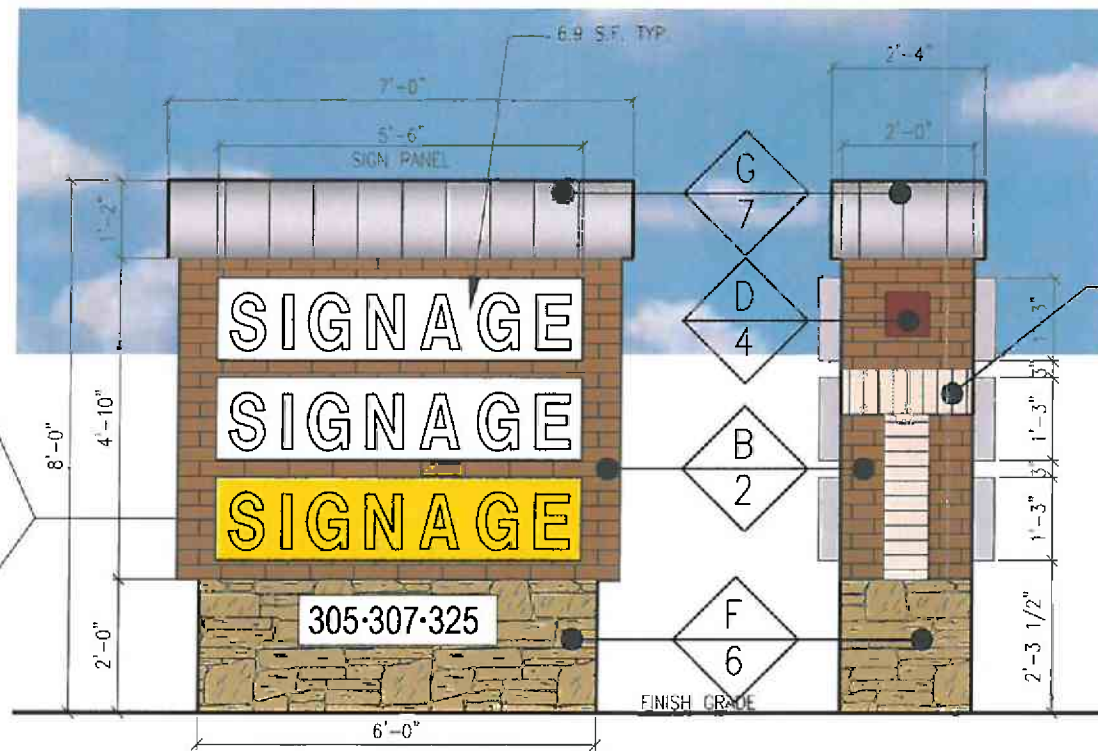 6.9 S.F. TYP.
2'-4"
7'-0"
5'-6"
SIGN PANEL
2'-0"
G
7
1'-2"
SIGNAGE
D
4
3"
SIGNAGE
4'-10"
8'-0"
1'-3"
B
2
3"
SIGNAGE
1'-3"
305·307·325
F
6
2'-0"
2'-3 1/2"
FINISH GRADE
6'-0"